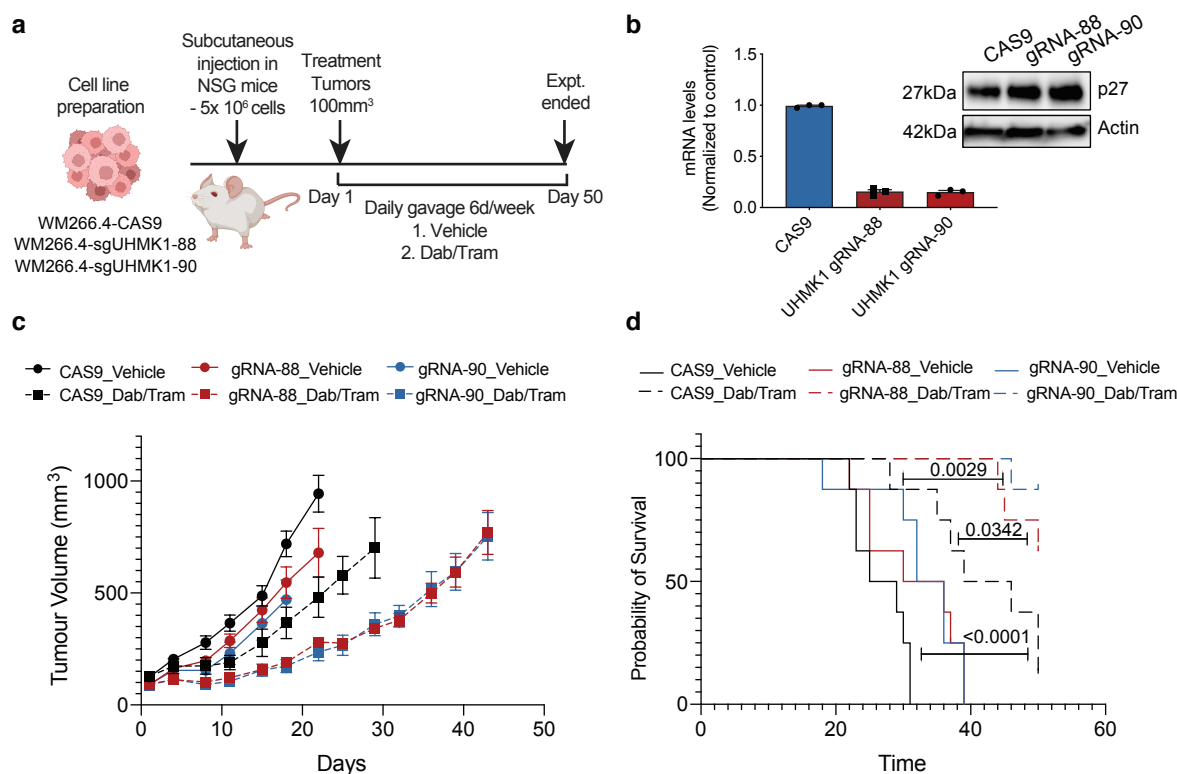 a
Cell line
preparation
WM266.4-CAS9
WM266.4-sgUHMK1-88
WM266.4-sgUHMK1-90
Subcutaneous
injection in
NSG mice
- 5x 10⁶ cells
Treatment
Tumors
100mm³
Expt.
ended
Day 1
Day 50
Daily gavage 6d/week
1. Vehicle
2. Dab/Tram
b
mRNA levels
(Normalized to control)
1.0
0.5
0.0
CAS9
UHMK1 gRNA-88
UHMK1 gRNA-90
CAS9
gRNA-88
gRNA-90
27kDa
p27
42kDa
Actin
c
CAS9_Vehicle
gRNA-88_Vehicle
gRNA-90_Vehicle
CAS9_Dab/Tram
gRNA-88_Dab/Tram
gRNA-90_Dab/Tram
Tumour Volume (mm³)
1000
500
0
0
10
20
30
40
50
Days
d
CAS9_Vehicle
gRNA-88_Vehicle
gRNA-90_Vehicle
CAS9_Dab/Tram
gRNA-88_Dab/Tram
gRNA-90_Dab/Tram
Probability of Survival
100
50
0
0.0029
0.0342
<0.0001
0
20
40
60
Time